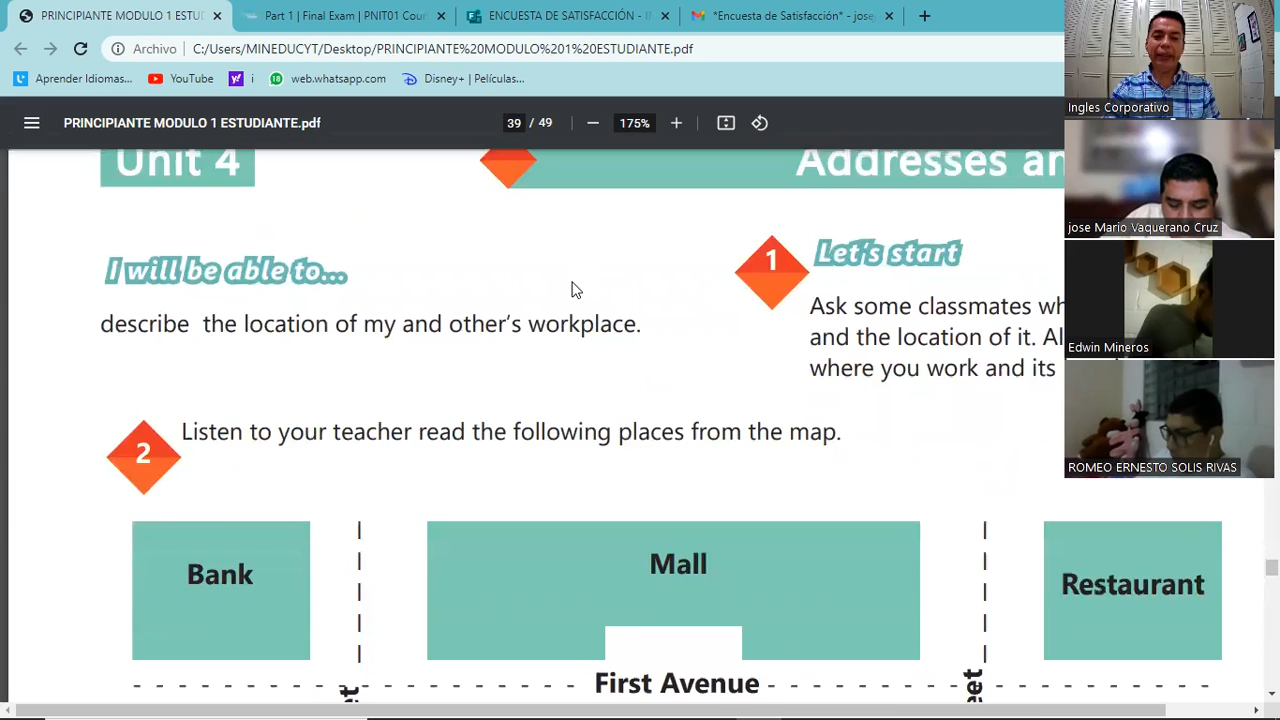 PRINCIPIANTE MODULO 1 ESTUD
Part 1 | Final Exam | PNIT01 Cour
ENCUESTA DE SATISFACCIÓN -
*Encuesta de Satisfacción* - jose
Archivo
C:/Users/MINEDUCYT/Desktop/PRINCIPIANTE%20MODULO%201%20ESTUDIANTE.pdf
Aprender Idiomas...
YouTube
i
web.whatsapp.com
Disney + | Películas...
PRINCIPIANTE MODULO 1 ESTUDIANTE.pdf
39 / 49
175%
Unit 4
Addresses an
I will be able to...
describe the location of my and other's workplace.
1
Let's start
Ask some classmates wh
and the location of it. Al
where you work and its
2
Listen to your teacher read the following places from the map.
Bank
Mall
Restaurant
First Avenue
Ingles Corporativo
jose Mario Vaquerano Cruz
Edwin Mineros
ROMEO ERNESTO SOLIS RIVAS